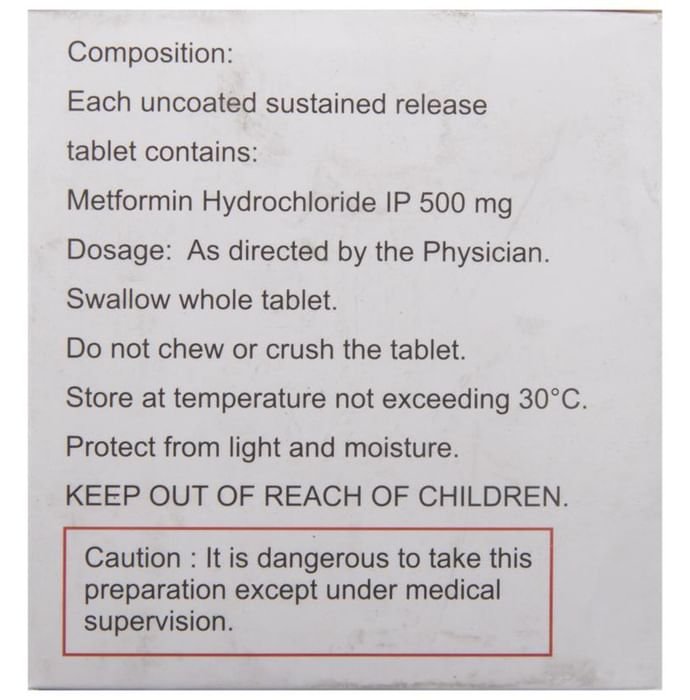 Composition:
Each uncoated sustained release
tablet contains:
Metformin Hydrochloride IP 500 mg
Dosage: As directed by the Physician.
Swallow whole tablet.
Do not chew or crush the tablet.
Store at temperature not exceeding 30°C.
Protect from light and moisture.
KEEP OUT OF REACH OF CHILDREN.
Caution : It is dangerous to take this
preparation except under medical
supervision.